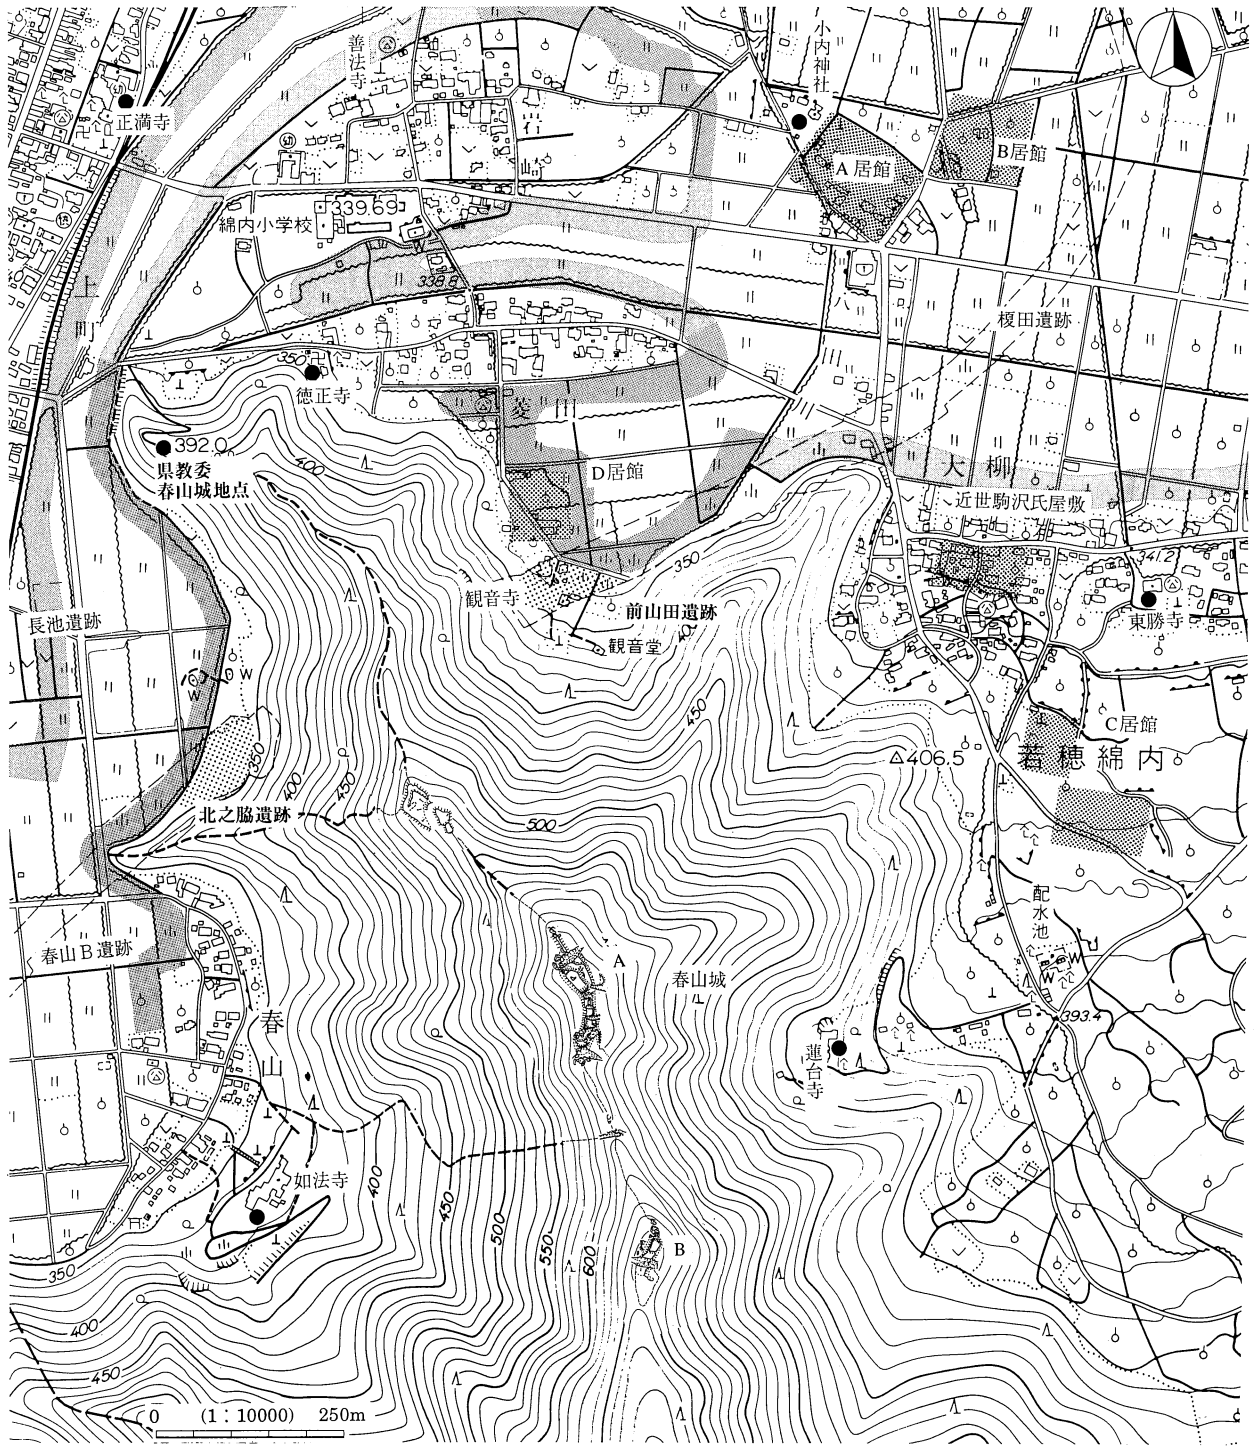 善法寺
小内神社
正満寺
A居館
B居館
幼
339.69
綿内小学校
338.8
上町
榎田遺跡
350
徳正寺
菱田
392.0
県教委
春山城地点
400
D居館
大柳
近世駒沢氏屋敷
350
341.2
観音寺
前山田遺跡
東勝寺
長池遺跡
観音堂
W
W
450
C居館
若穂綿内
406.5
350
400
450
北之脇遺跡
500
配水池
春山B遺跡
A
春山城
W
W
393.4
春山
蓮台寺
如法寺
400
450
500
550
600
B
350
400
450
0 (1:10000) 250m